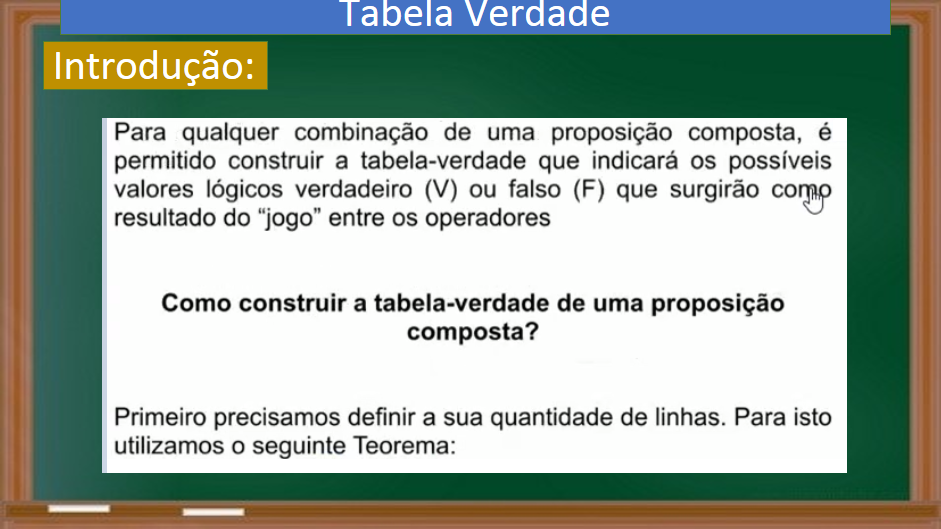 Tabela Verdade
Introdução:
Para qualquer combinação de uma proposição composta, é
permitido construir a tabela-verdade que indicará os possíveis
valores lógicos verdadeiro (V) ou falso (F) que surgirão como
resultado do “jogo” entre os operadores
Como construir a tabela-verdade de uma proposição
composta?
Primeiro precisamos definir a sua quantidade de linhas. Para isto
utilizamos o seguinte Teorema: